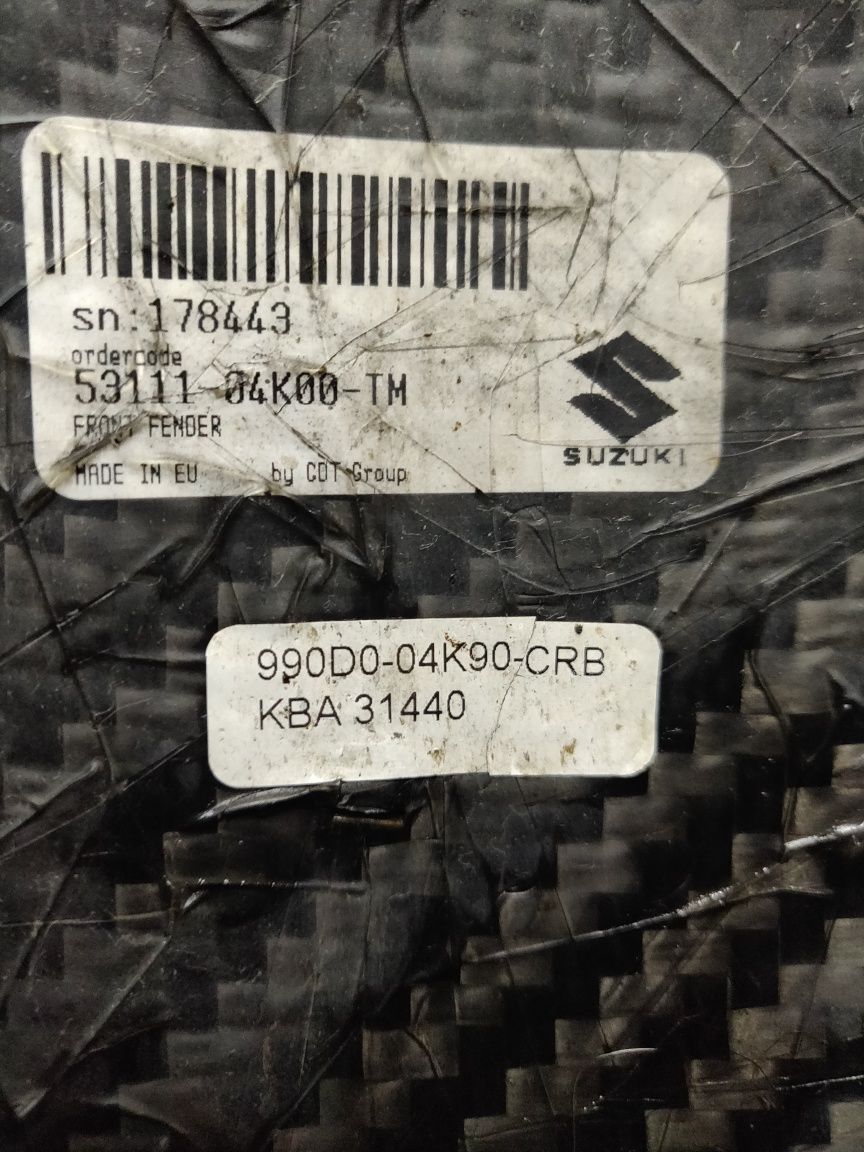 sn:178443
ordercode
53111-04K00-TM
FRONT FENDER
MADE IN EU by CDT Group
SUZUKI
990D0-04K90-CRB
KBA 31440